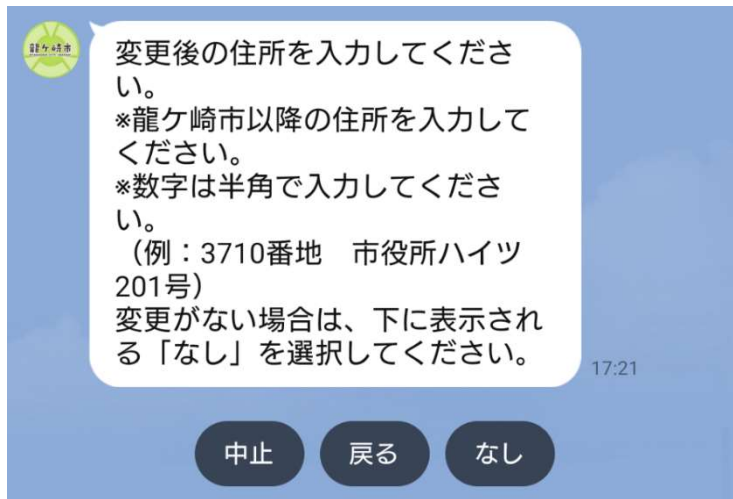 龍ケ崎市
変更後の住所を入力してくださ
い。
※龍ケ崎市以降の住所を入力して
ください。
※数字は半角で入力してくださ
い。
（例：3710番地　市役所ハイツ
201号）
変更がない場合は、下に表示され
る「なし」を選択してください。
17:21
中止
戻る
なし